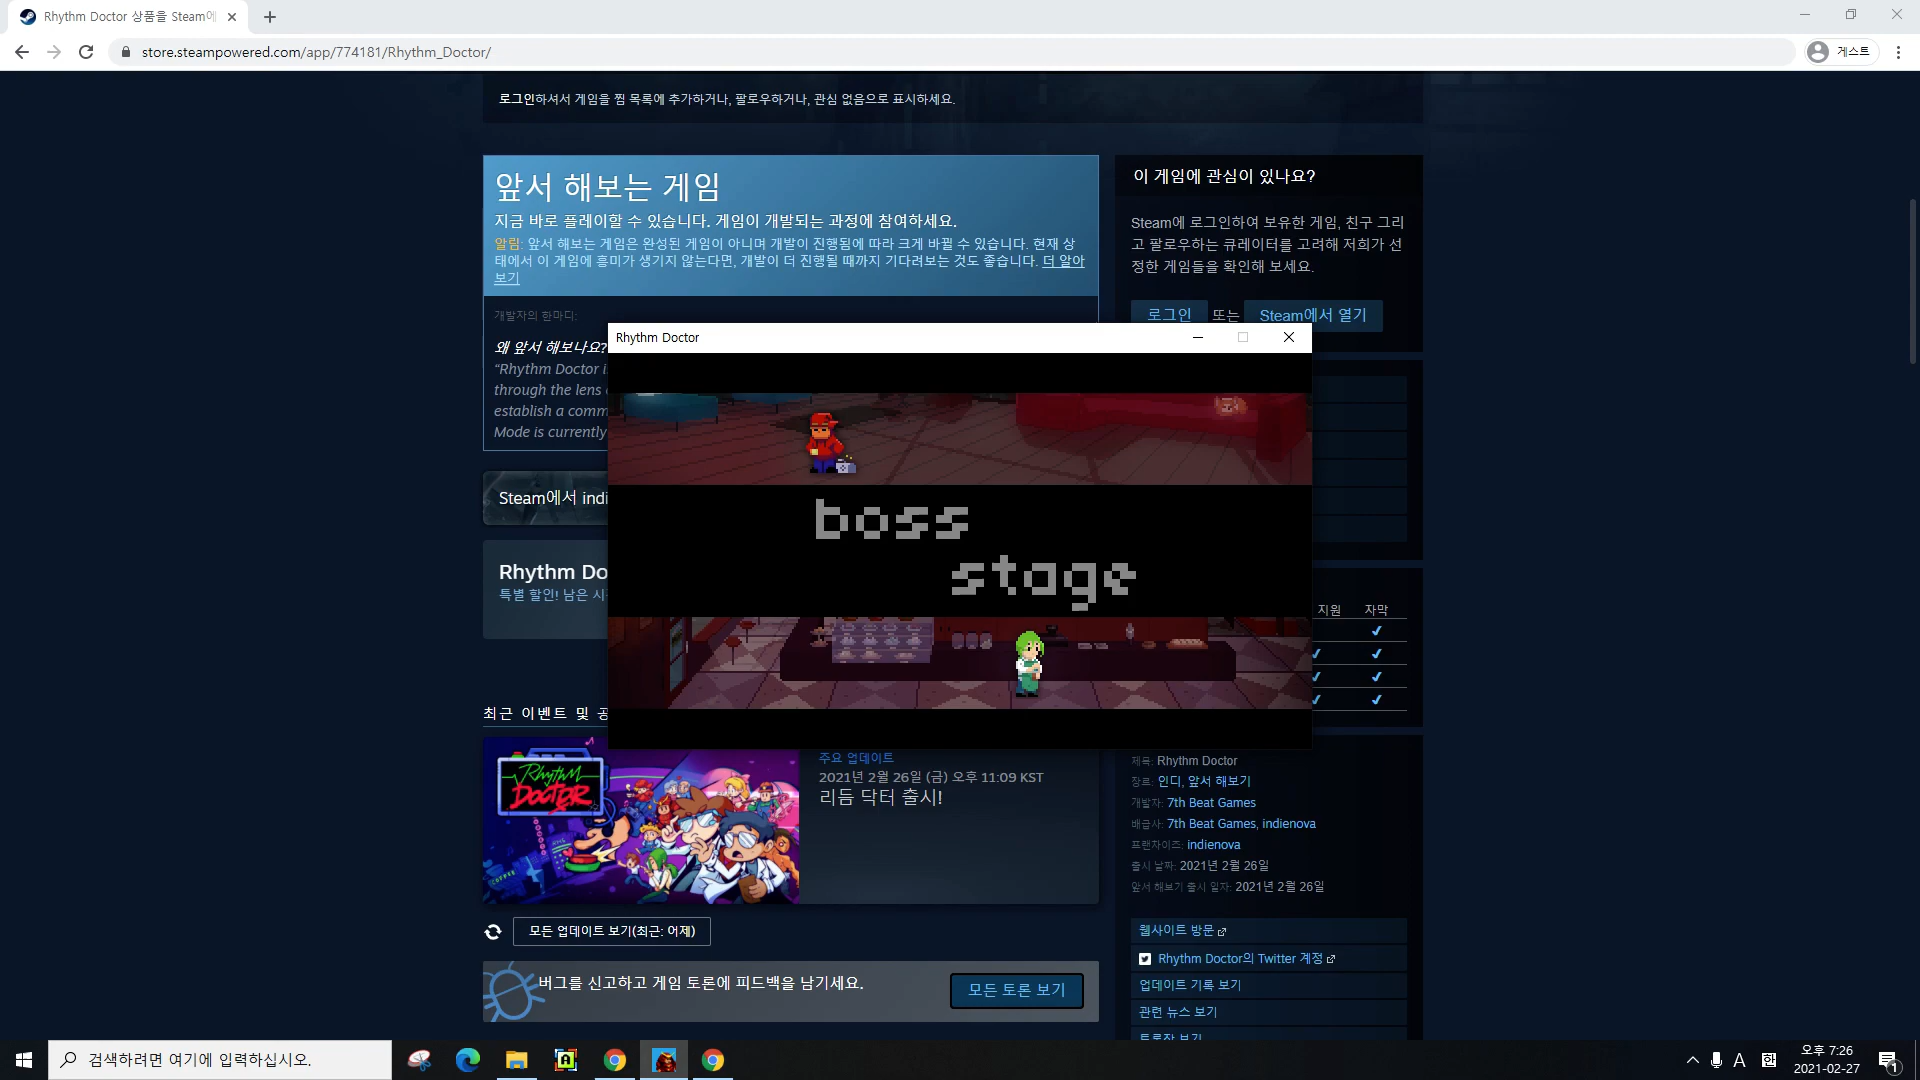 Rhythm Doctor 상품을 Steam에
store.steampowered.com/app/774181/Rhythm_Doctor/
게스트
로그인하셔서 게임을 찜 목록에 추가하거나, 팔로우하거나, 관심 없음으로 표시하세요.
앞서 해보는 게임
지금 바로 플레이할 수 있습니다. 게임이 개발되는 과정에 참여하세요.
알림: 앞서 해보는 게임은 완성된 게임이 아니며 개발이 진행됨에 따라 크게 바뀔 수 있습니다. 현재 상
태에서 이 게임에 흥미가 생기지 않는다면, 개발이 더 진행될 때까지 기다려보는 것도 좋습니다. 더 알아
보기
개발자의 한마디:
왜 앞서 해보나요?
“Rhythm Doctor i
through the lens
establish a comm
Mode is currently
이 게임에 관심이 있나요?
Steam에 로그인하여 보유한 게임, 친구 그리
고 팔로우하는 큐레이터를 고려해 저희가 선
정한 게임들을 확인해 보세요.
로그인 또는 Steam에서 열기
Rhythm Doctor
boss
stage
Steam에서 indi
Rhythm Do
특별 할인! 남은 시
지원 자막
최근 이벤트 및 공
Rhythm
Doctor
COFFEE
주요 업데이트
2021년 2월 26일 (금) 오후 11:09 KST
리듬 닥터 출시!
모든 업데이트 보기(최근: 어제)
버그를 신고하고 게임 토론에 피드백을 남기세요.
모든 토론 보기
제목: Rhythm Doctor
장르: 인디, 앞서 해보기
개발자: 7th Beat Games
배급사: 7th Beat Games, indienova
프랜차이즈: indienova
출시 날짜: 2021년 2월 26일
앞서 해보기 출시 일자: 2021년 2월 26일
웹사이트 방문
Rhythm Doctor의 Twitter 계정
업데이트 기록 보기
관련 뉴스 보기
토론장 보기
검색하려면 여기에 입력하십시오.
A
A 한
오후 7:26
2021-02-27
1